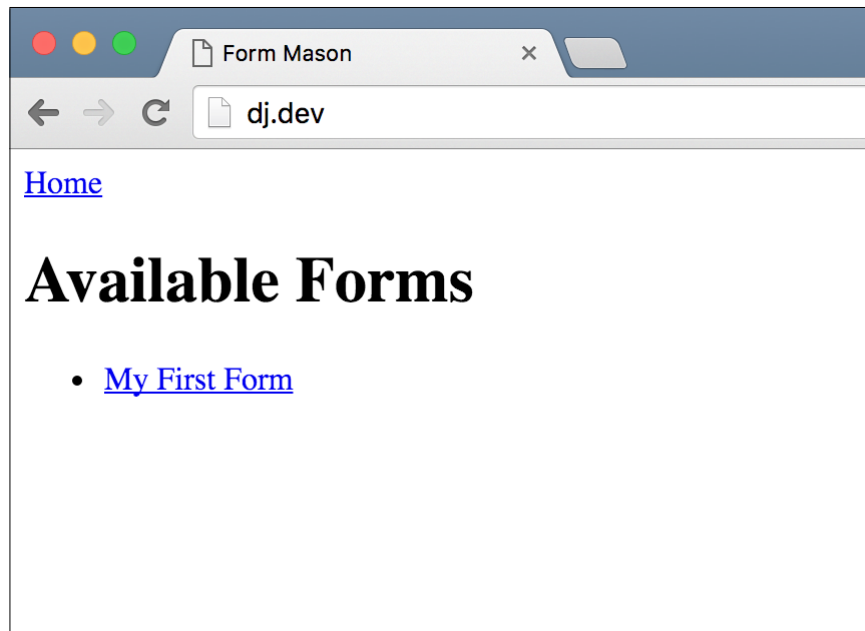 Form Mason
dj.dev
Home
Available Forms
My First Form